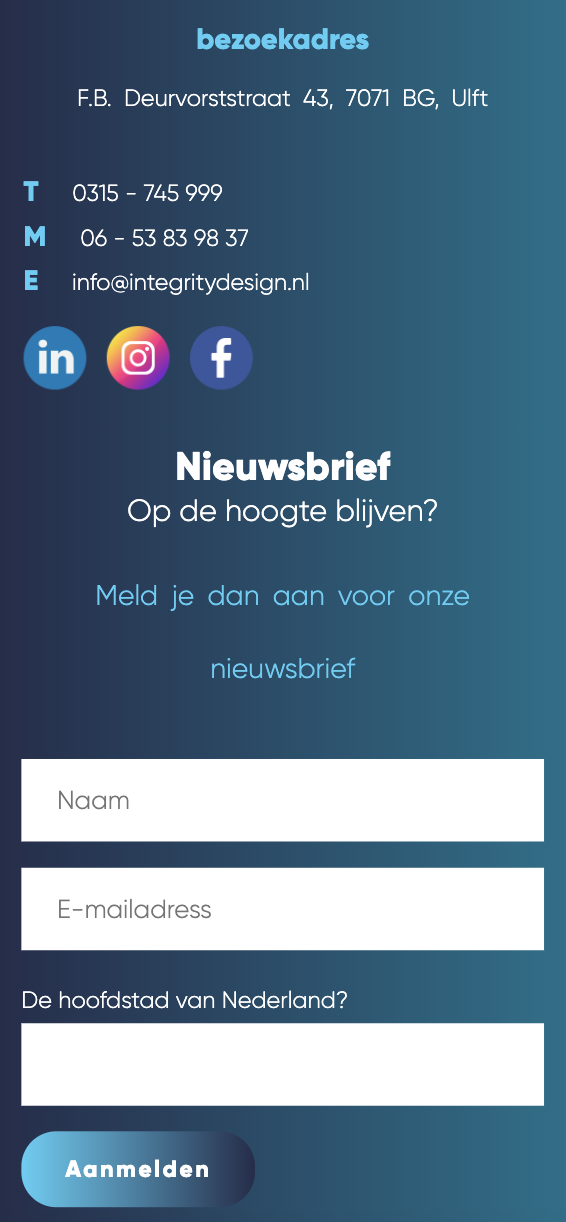 bezoekadres
F.B. Deurvorststraat 43, 7071 BG, Ulft
T 0315 - 745 999
M 06 - 53 83 98 37
E info@integritydesign.nl
in f
Nieuwsbrief
Op de hoogte blijven?
Meld je dan aan voor onze
nieuwsbrief
Naam
E-mailadress
De hoofdstad van Nederland?
Aanmelden